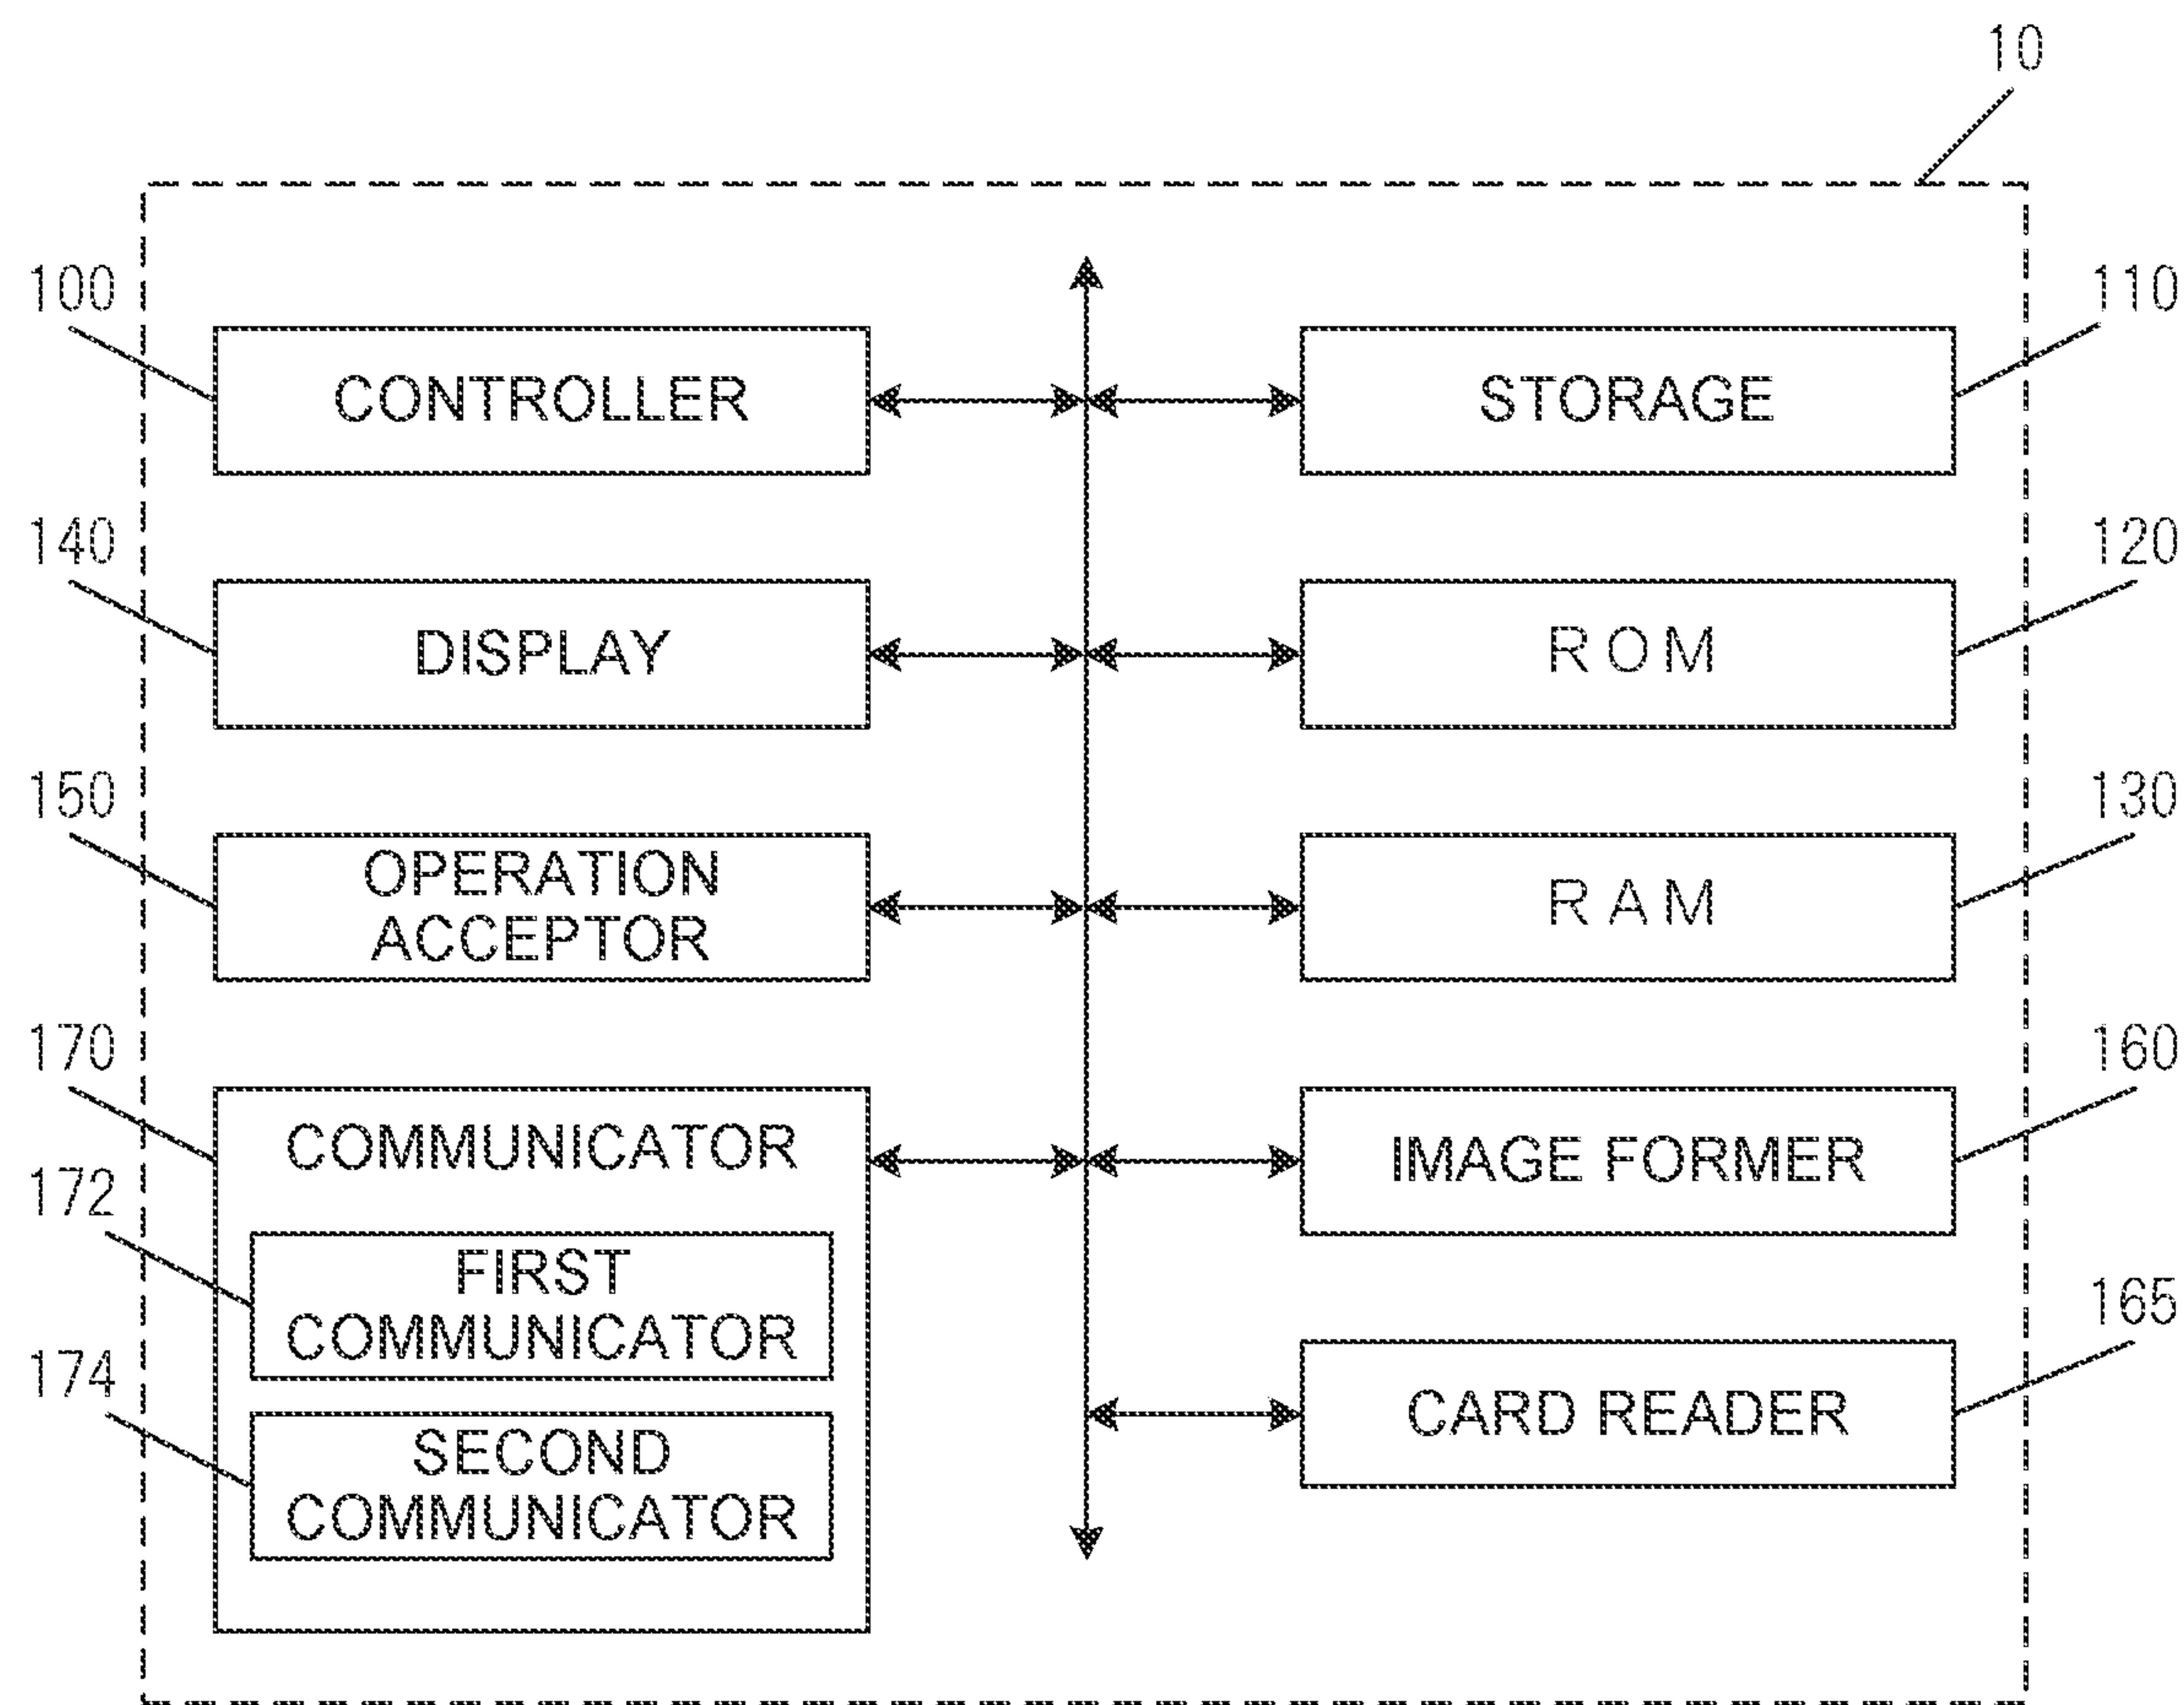 10
100
CONTROLLER
110
STORAGE
140
DISPLAY
120
ROM
150
OPERATION
ACCEPTOR
130
RAM
170
COMMUNICATOR
172
FIRST
COMMUNICATOR
174
SECOND
COMMUNICATOR
160
IMAGE FORMER
165
CARD READER